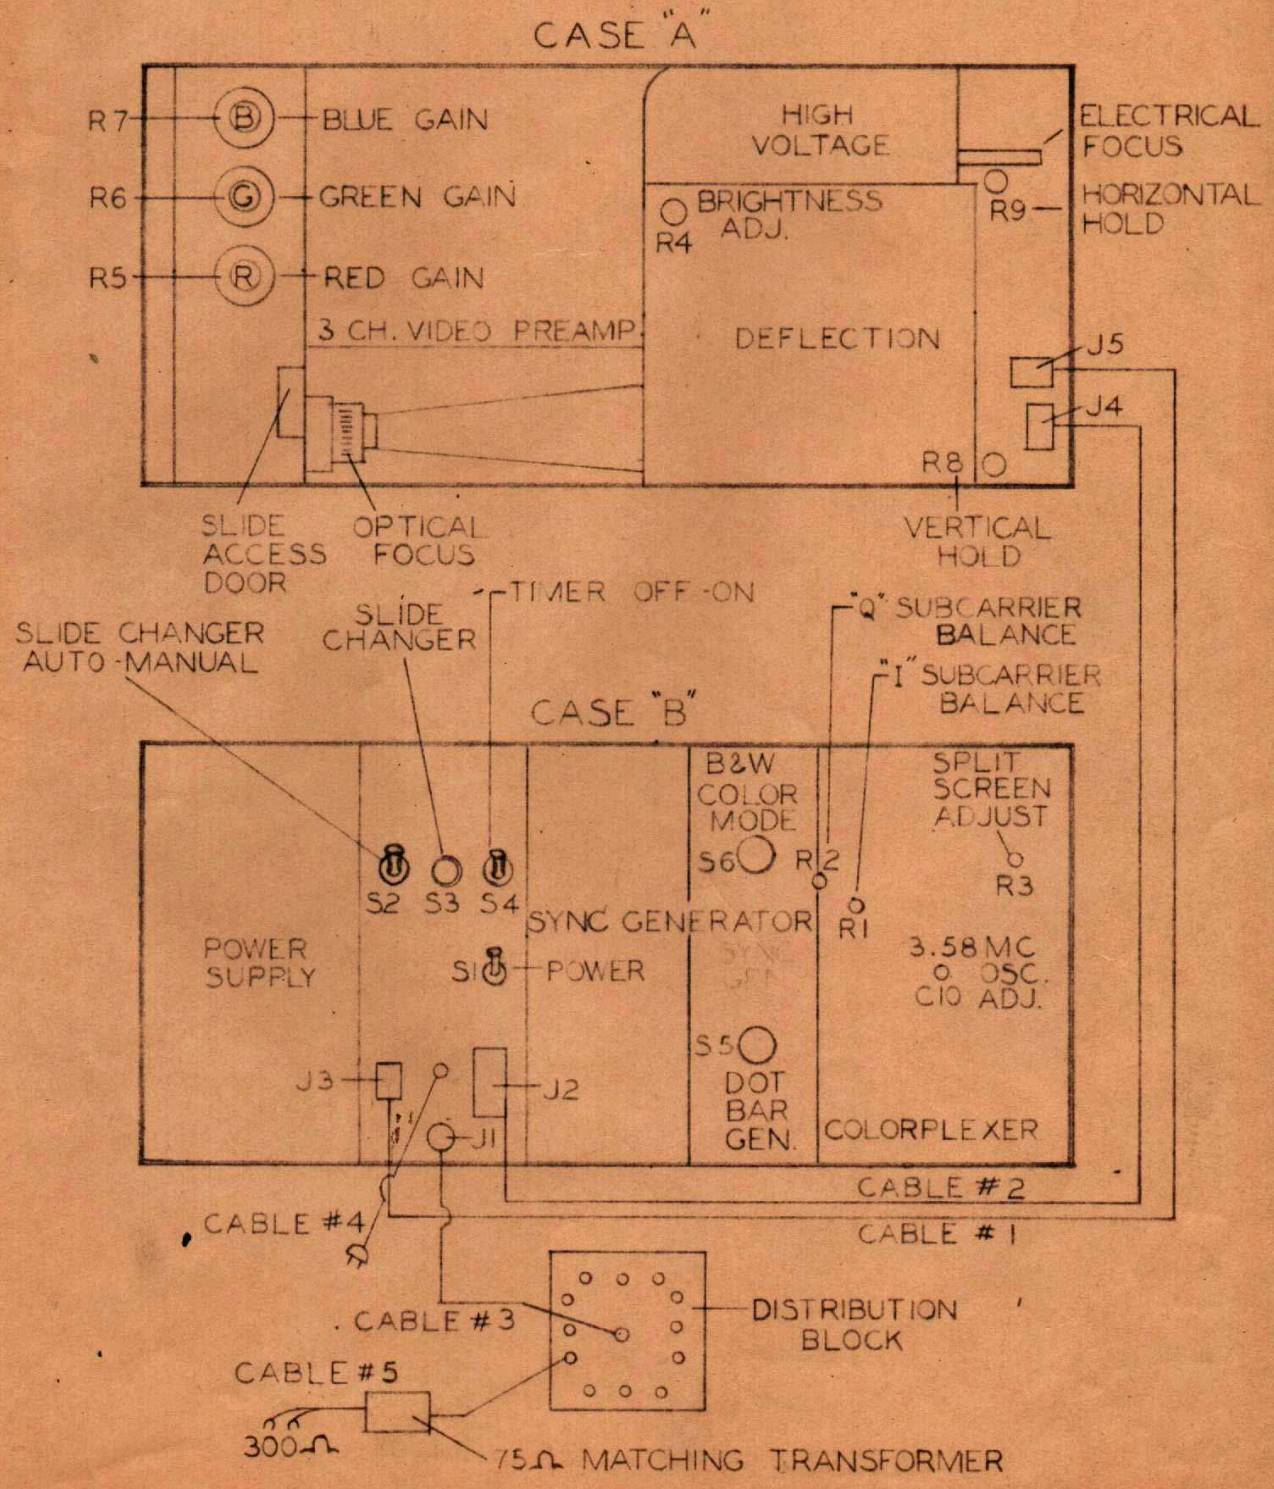 CASE "A"
R7
B
BLUE GAIN
R6
G
GREEN GAIN
R5
R
RED GAIN
3 CH. VIDEO PREAMP.
HIGH
VOLTAGE
ELECTRICAL
FOCUS
BRIGHTNESS
ADJ.
R4
R9
HORIZONTAL
HOLD
DEFLECTION
J5
J4
R8
SLIDE
ACCESS
DOOR
OPTICAL
FOCUS
VERTICAL
HOLD
TIMER OFF-ON
SLIDE CHANGER
AUTO-MANUAL
SLIDE
CHANGER
"Q" SUBCARRIER
BALANCE
"I" SUBCARRIER
BALANCE
CASE "B"
B&W
COLOR
MODE
S6
R2
SPLIT
SCREEN
ADJUST
R3
S2
S3
S4
SYNC GENERATOR
R1
POWER
SUPPLY
S1
POWER
3.58 MC
OSC.
C10 ADJ.
S5
DOT
BAR
GEN.
J3
J2
J1
COLORPLEXER
CABLE #2
CABLE #4
CABLE #1
CABLE #3
DISTRIBUTION
BLOCK
CABLE #5
300Ω
75Ω MATCHING TRANSFORMER